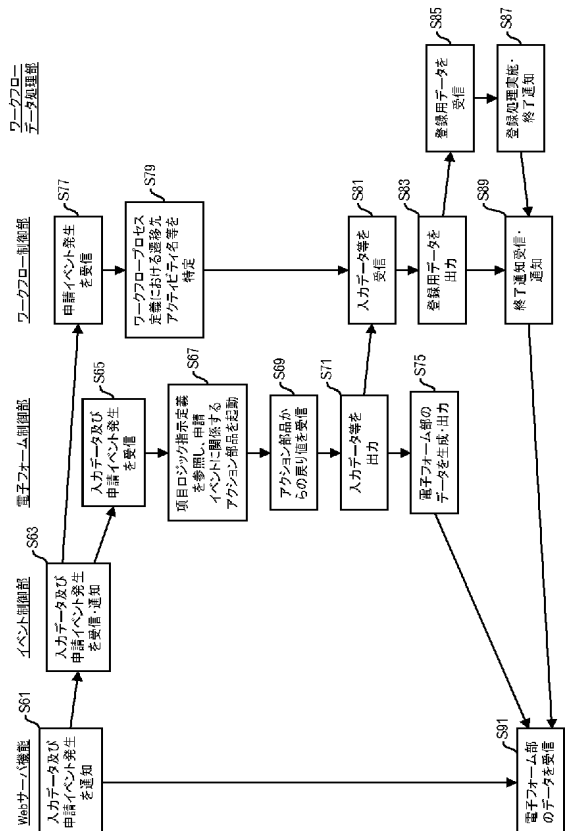 Webサーバ機能
イベント制御部
電子フォーム制御部
ワークフロー制御部
ワークフロー
データ処理部
S61
入力データ及び
申請イベント発生
を通知
S63
入力データ及び
申請イベント発生
を受信・通知
S65
入力データ及び
申請イベント発生
を受信
S67
項目ロジック指示定義
を参照し、申請
イベントに関係する
アクション部品を起動
S69
アクション部品か
らの戻り値を受信
S71
入力データ等を
出力
S75
電子フォーム部の
データを生成・出力
S77
申請イベント発生
を受信
S79
ワークフロープロセス
定義における遷移先
アクティビティ名等を
特定
S81
入力データ等を
受信
S83
登録用データを
出力
S85
登録用データを
受信
S87
登録処理実施・
終了通知
S89
終了通知受信・
通知
S91
電子フォーム部
のデータを受信